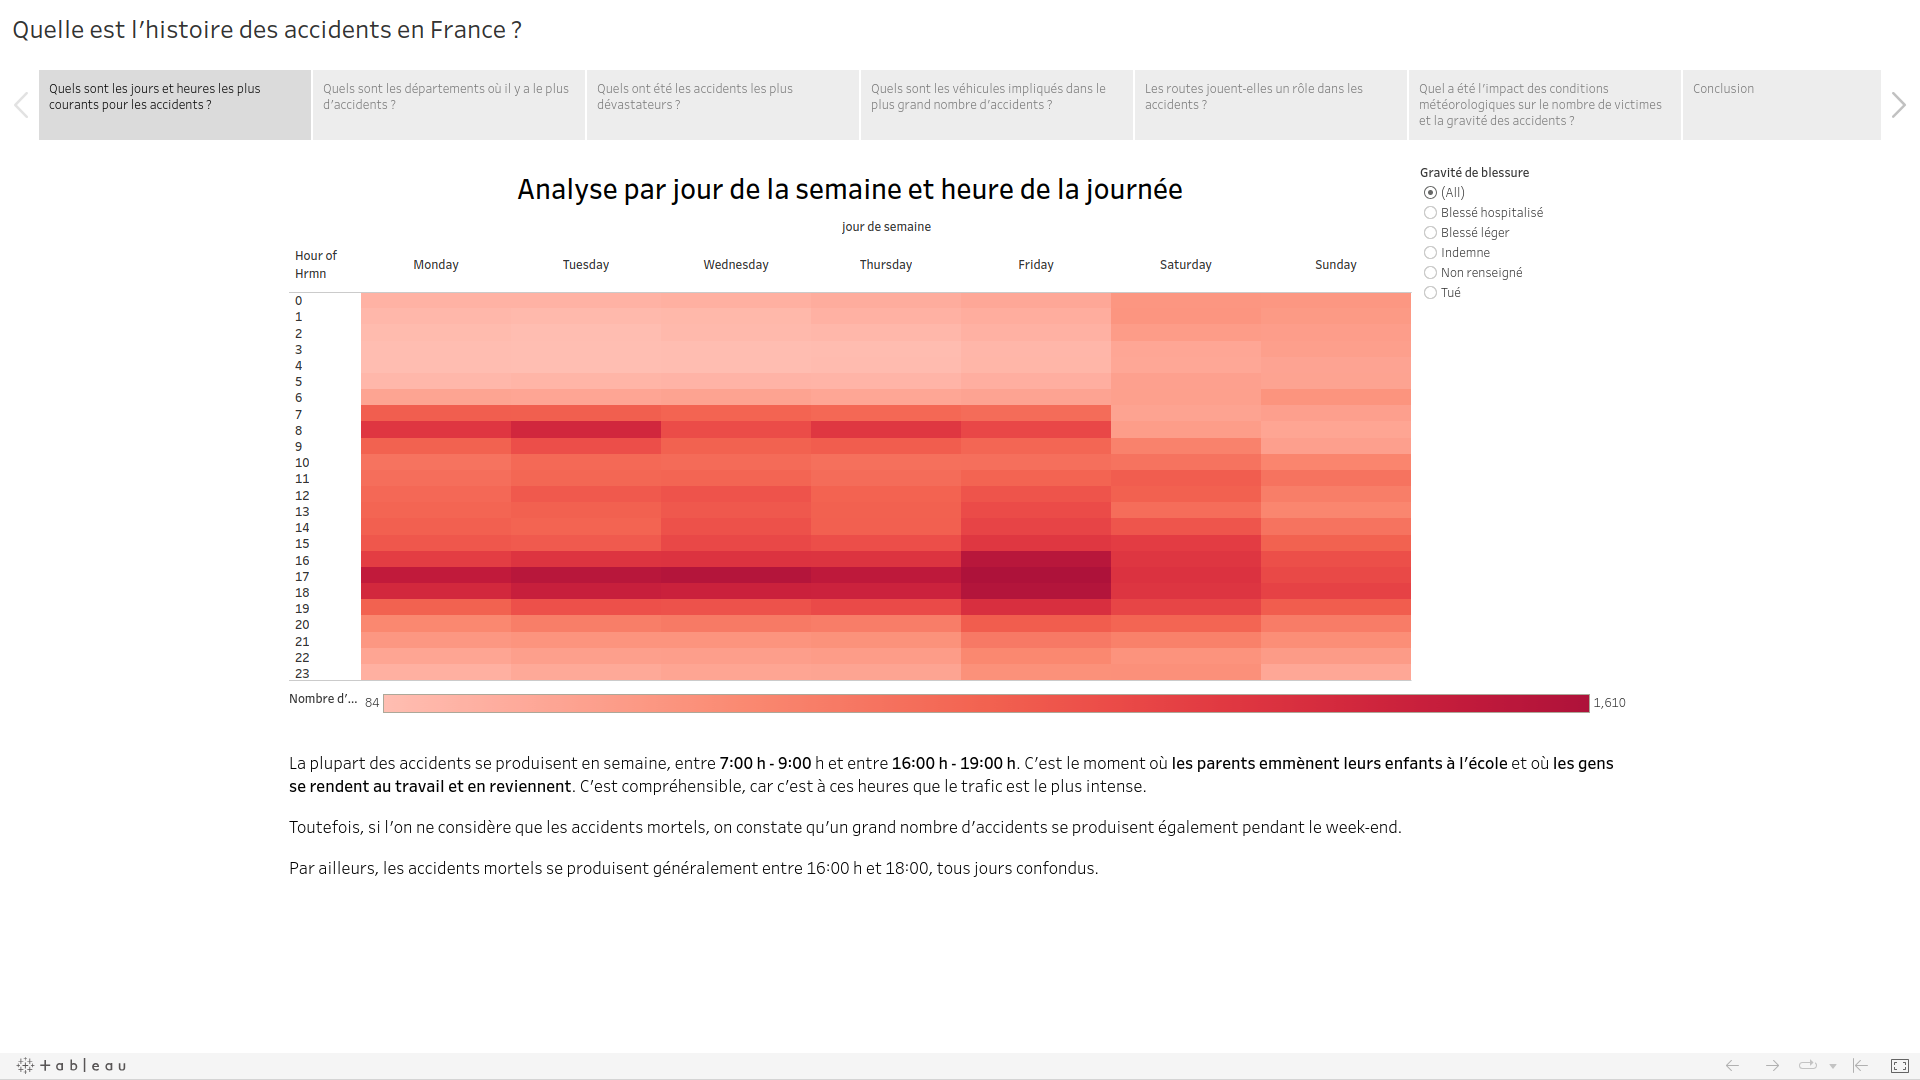 Quelle est l’histoire des accidents en France ?
Quels sont les jours et heures les plus
courants pour les accidents ?
Quels sont les départements où il y a le plus
d’accidents ?
Quels ont été les accidents les plus
dévastateurs ?
Quels sont les véhicules impliqués dans le
plus grand nombre d’accidents ?
Les routes jouent-elles un rôle dans les
accidents ?
Quel a été l’impact des conditions
météorologiques sur le nombre de victimes
et la gravité des accidents ?
Conclusion
Analyse par jour de la semaine et heure de la journée
jour de semaine
Hour of
Hrmn
Monday Tuesday Wednesday Thursday Friday Saturday Sunday
0
1
2
3
4
5
6
7
8
9
10
11
12
13
14
15
16
17
18
19
20
21
22
23
Gravité de blessure
(All)
Blessé hospitalisé
Blessé léger
Indemne
Non renseigné
Tué
Nombre d’... 84 1,610
La plupart des accidents se produisent en semaine, entre 7:00 h - 9:00 h et entre 16:00 h - 19:00 h. C’est le moment où les parents emmènent leurs enfants à l’école et où les gens
se rendent au travail et en reviennent. C’est compréhensible, car c’est à ces heures que le trafic est le plus intense.
Toutefois, si l’on ne considère que les accidents mortels, on constate qu’un grand nombre d’accidents se produisent également pendant le week-end.
Par ailleurs, les accidents mortels se produisent généralement entre 16:00 h et 18:00, tous jours confondus.
+ableau